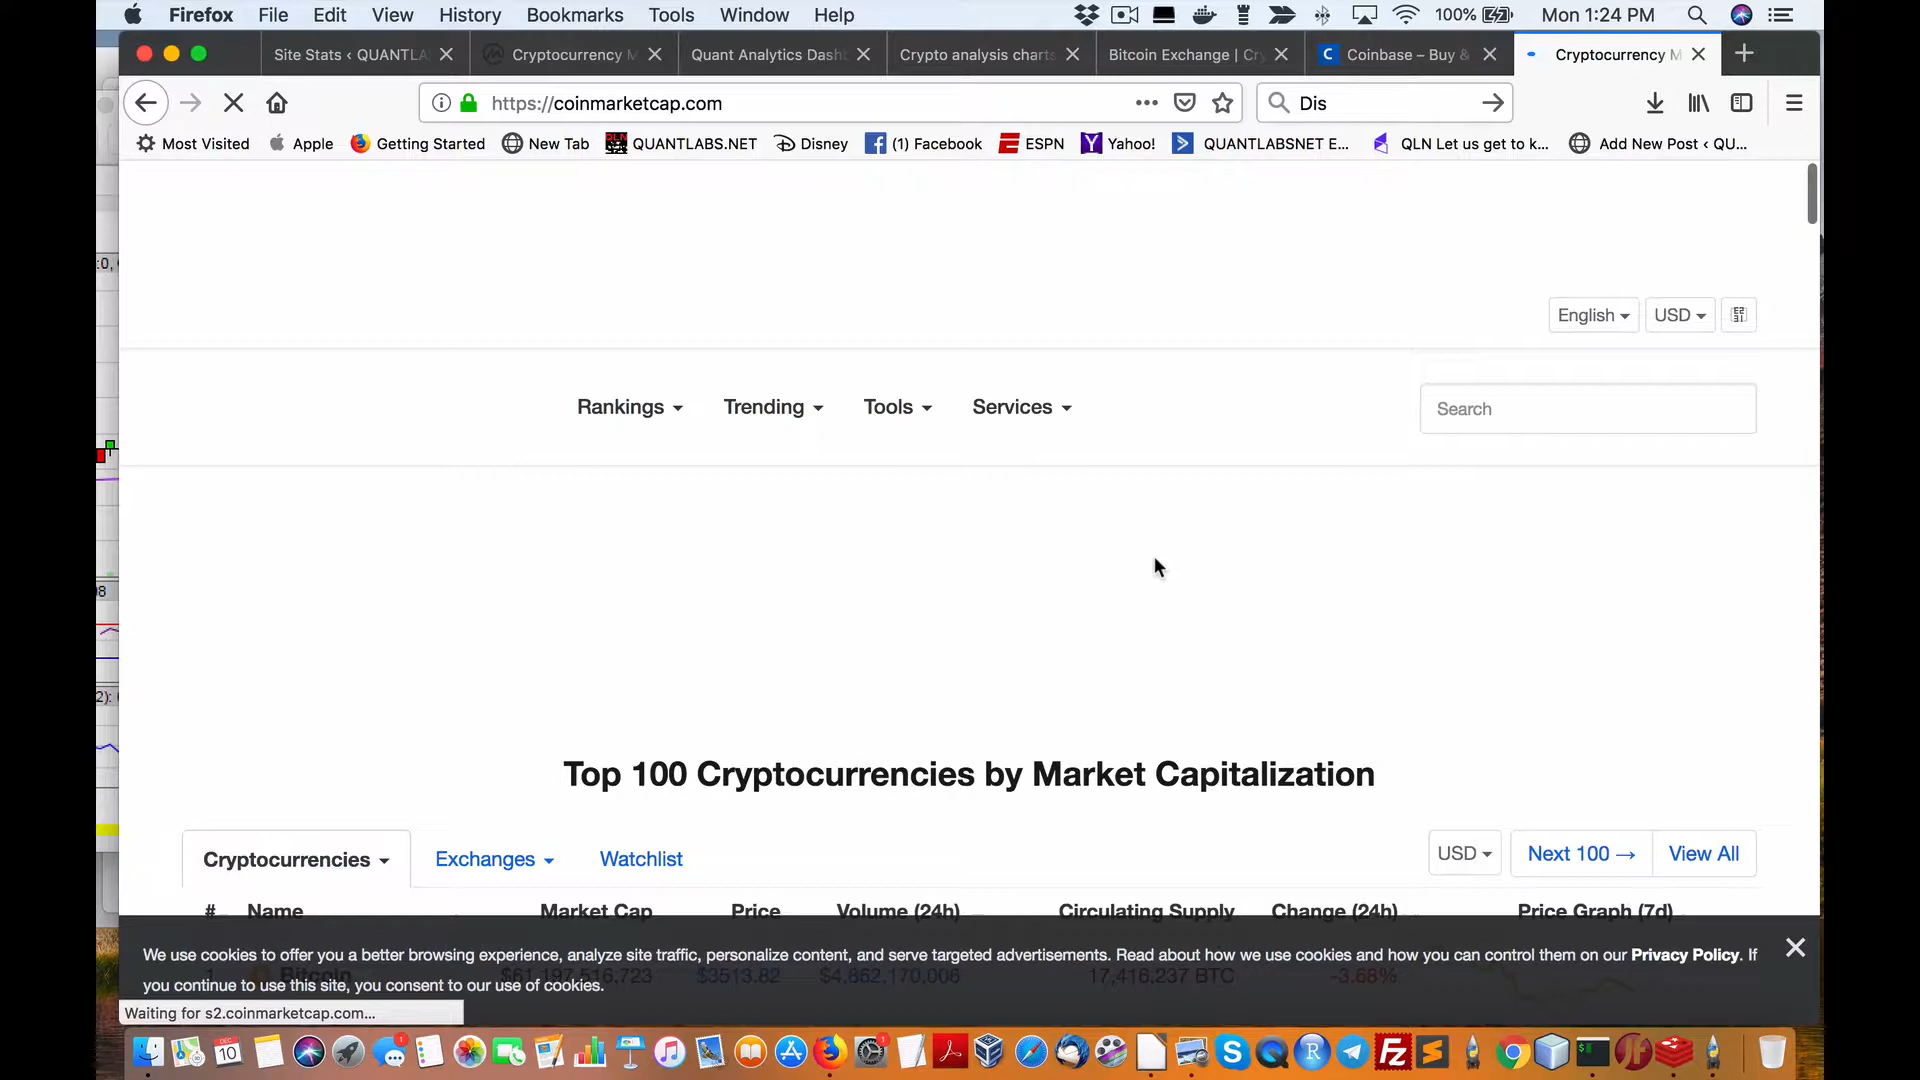 Firefox File Edit View History Bookmarks Tools Window Help 100% Mon 1:24 PM
Site Stats ‹ QUANTLA Cryptocurrency M Quant Analytics Dash Crypto analysis charts Bitcoin Exchange | Cry C Coinbase – Buy & Cryptocurrency M
https://coinmarketcap.com Dis
Most Visited Apple Getting Started New Tab QUANTLABS.NET Disney (1) Facebook ESPN Yahoo! QUANTLABSNET E... QLN Let us get to k... Add New Post ‹ QU...
English USD
Rankings Trending Tools Services Search
Top 100 Cryptocurrencies by Market Capitalization
Cryptocurrencies Exchanges Watchlist USD Next 100 → View All
# Name Market Cap Price Volume (24h) Circulating Supply Change (24h) Price Graph (7d)
We use cookies to offer you a better browsing experience, analyze site traffic, personalize content, and serve targeted advertisements. Read about how we use cookies and how you can control them on our Privacy Policy. If
1 Bitcoin $61,197,516,723 $3513.82 $4,862,170,006 17,416,237 BTC -3.68%
you continue to use this site, you consent to our use of cookies.
Waiting for s2.coinmarketcap.com...